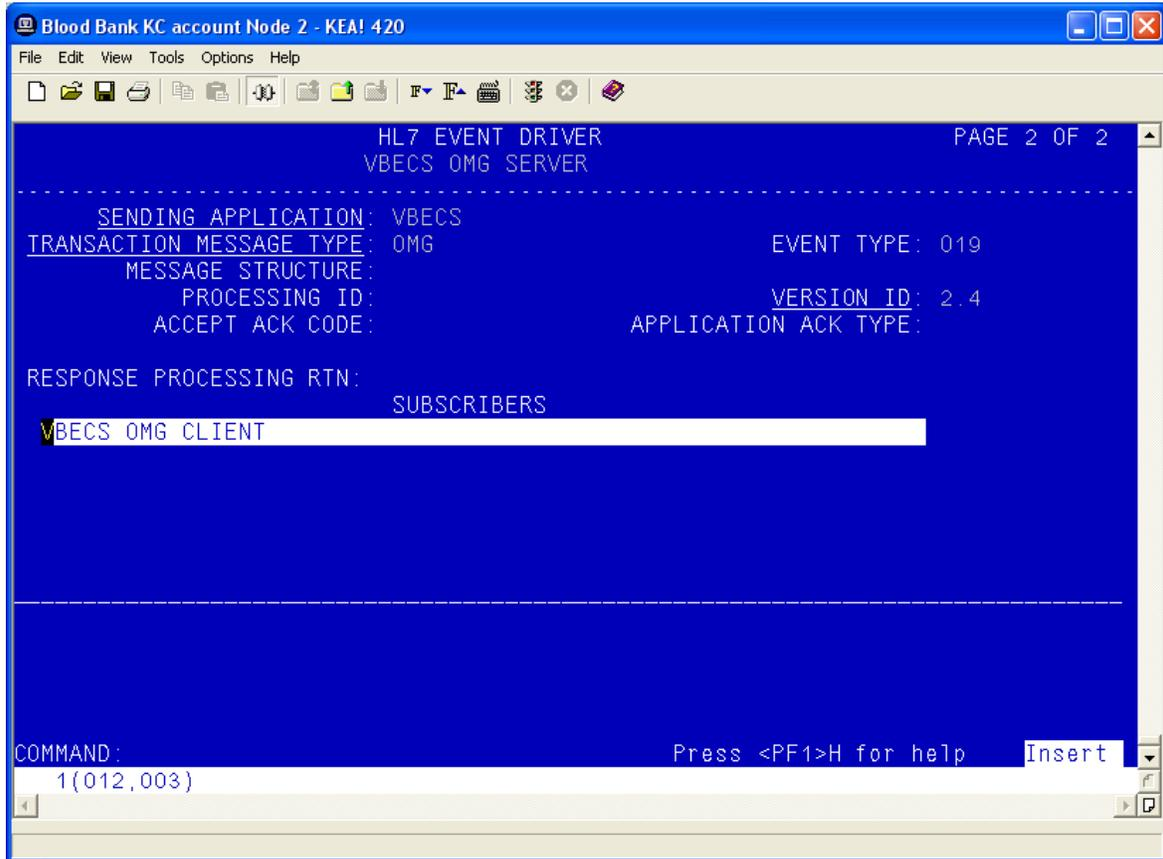 Blood Bank KC account Node 2 - KEA! 420
File Edit View Tools Options Help
HL7 EVENT DRIVER PAGE 2 OF 2
VBECS OMG SERVER
SENDING APPLICATION: VBECS
TRANSACTION MESSAGE TYPE: OMG EVENT TYPE: O19
MESSAGE STRUCTURE:
PROCESSING ID: VERSION ID: 2.4
ACCEPT ACK CODE: APPLICATION ACK TYPE:
RESPONSE PROCESSING RTN:
SUBSCRIBERS
VBECS OMG CLIENT
COMMAND: Press <PF1>H for help Insert
1(012,003)